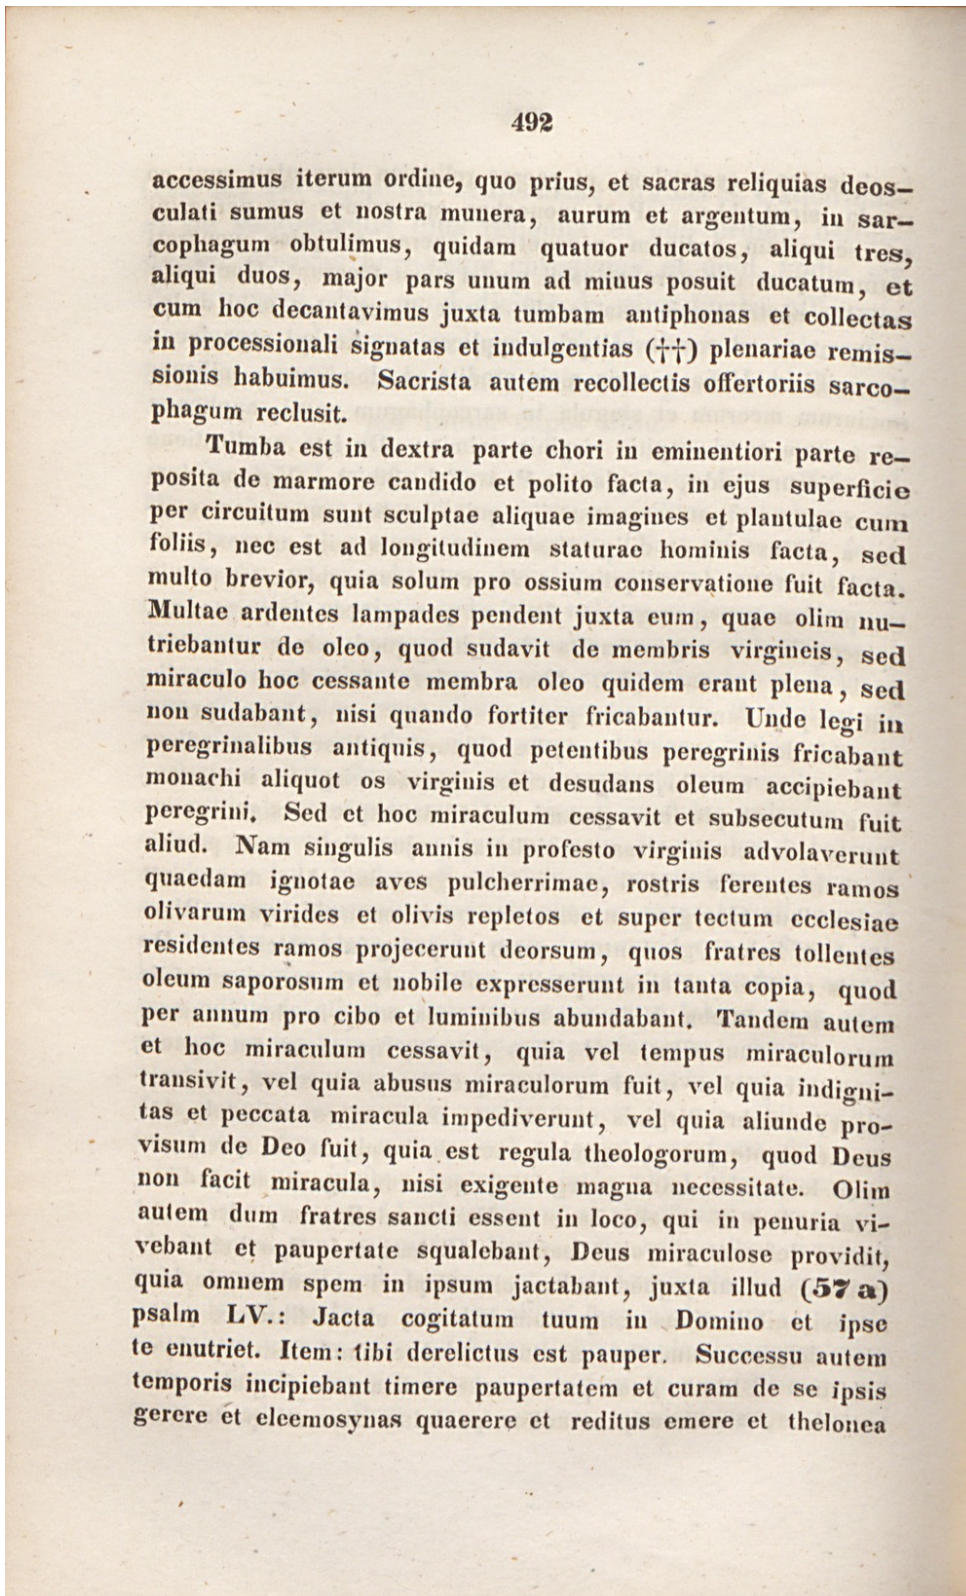 492
accessimus iterum ordine, quo prius, et sacras reliquias deos-
culati sumus et nostra munera, aurum et argentum, in sar-
cophagum obtulimus, quidam quatuor ducatos, aliqui tres,
aliqui duos, major pars unum ad minus posuit ducatum, et
cum hoc decantavimus juxta tumbam antiphonas et collectas
in processionali signatas et indulgentias (††) plenariae remis-
sionis habuimus. Sacrista autem recollectis offertoriis sarco-
phagum reclusit.
Tumba est in dextra parte chori in eminentiori parte re-
posita de marmore candido et polito facta, in ejus superficie
per circuitum sunt sculptae aliquae imagines et plantulae cum
foliis, nec est ad longitudinem staturae hominis facta, sed
multo brevior, quia solum pro ossium conservatione fuit facta.
Multae ardentes lampades pendent juxta eum, quae olim nu-
triebantur de oleo, quod sudavit de membris virgineis, sed
miraculo hoc cessante membra oleo quidem erant plena, sed
non sudabant, nisi quando fortiter fricabantur. Unde legi in
peregrinalibus antiquis, quod petentibus peregrinis fricabant
monachi aliquot os virginis et desudans oleum accipiebant
peregrini. Sed et hoc miraculum cessavit et subsecutum fuit
aliud. Nam singulis annis in profesto virginis advolaverunt
quaedam ignotae aves pulcherrimae, rostris ferentes ramos
olivarum virides et olivis repletos et super tectum ecclesiae
residentes ramos projecerunt deorsum, quos fratres tollentes
oleum saporosum et nobile expresserunt in tanta copia, quod
per annum pro cibo et luminibus abundabant. Tandem autem
et hoc miraculum cessavit, quia vel tempus miraculorum
transivit, vel quia abusus miraculorum fuit, vel quia indigni-
tas et peccata miracula impediverunt, vel quia aliunde pro-
visum de Deo fuit, quia est regula theologorum, quod Deus
non facit miracula, nisi exigente magna necessitate. Olim
autem dum fratres sancti essent in loco, qui in penuria vi-
vebant et paupertate squalebant, Deus miraculose providit,
quia omnem spem in ipsum jactabant, juxta illud (57 a)
psalm LV.: Jacta cogitatum tuum in Domino et ipse
te enutriet. Item: tibi derelictus est pauper. Successu autem
temporis incipiebant timere paupertatem et curam de se ipsis
gerere et eleemosynas quaerere et reditus emere et thelonea